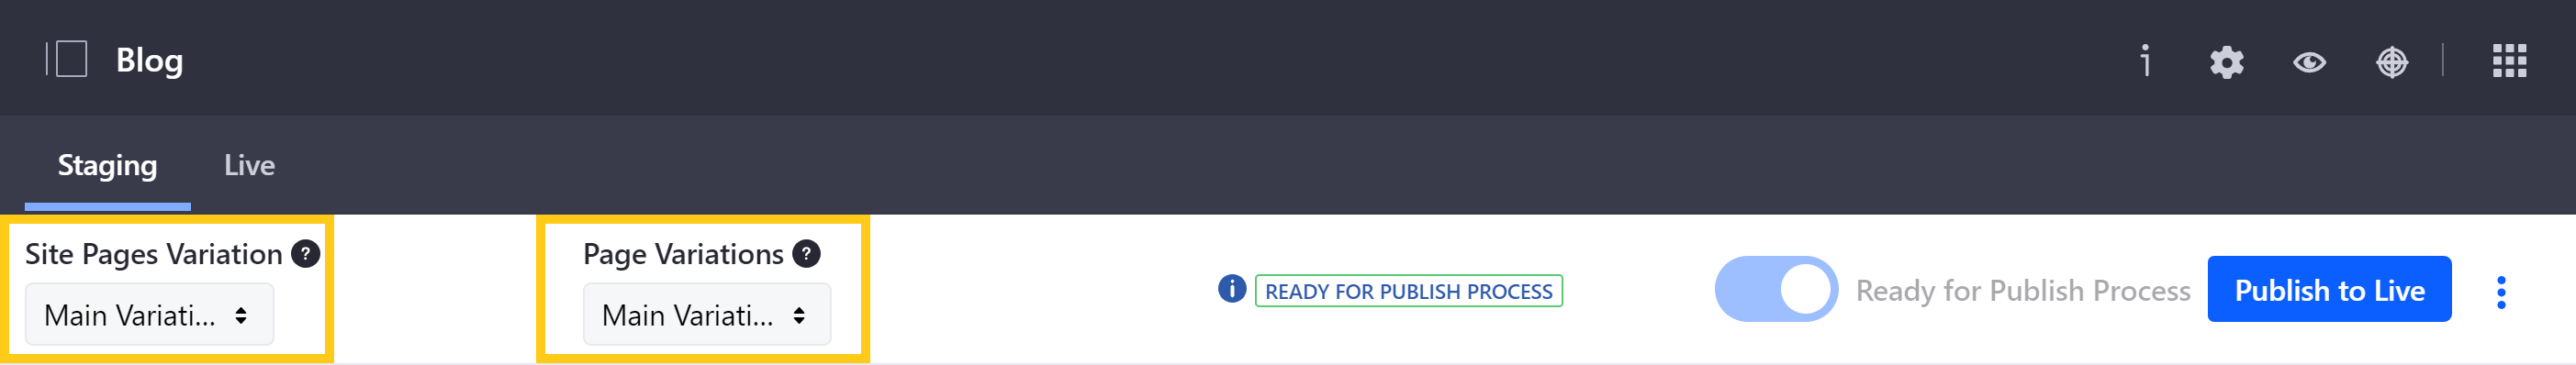 Blog
Staging Live
Site Pages Variation ?
Page Variations ?
Main Variati...
Main Variati...
READY FOR PUBLISH PROCESS
Ready for Publish Process
Publish to Live